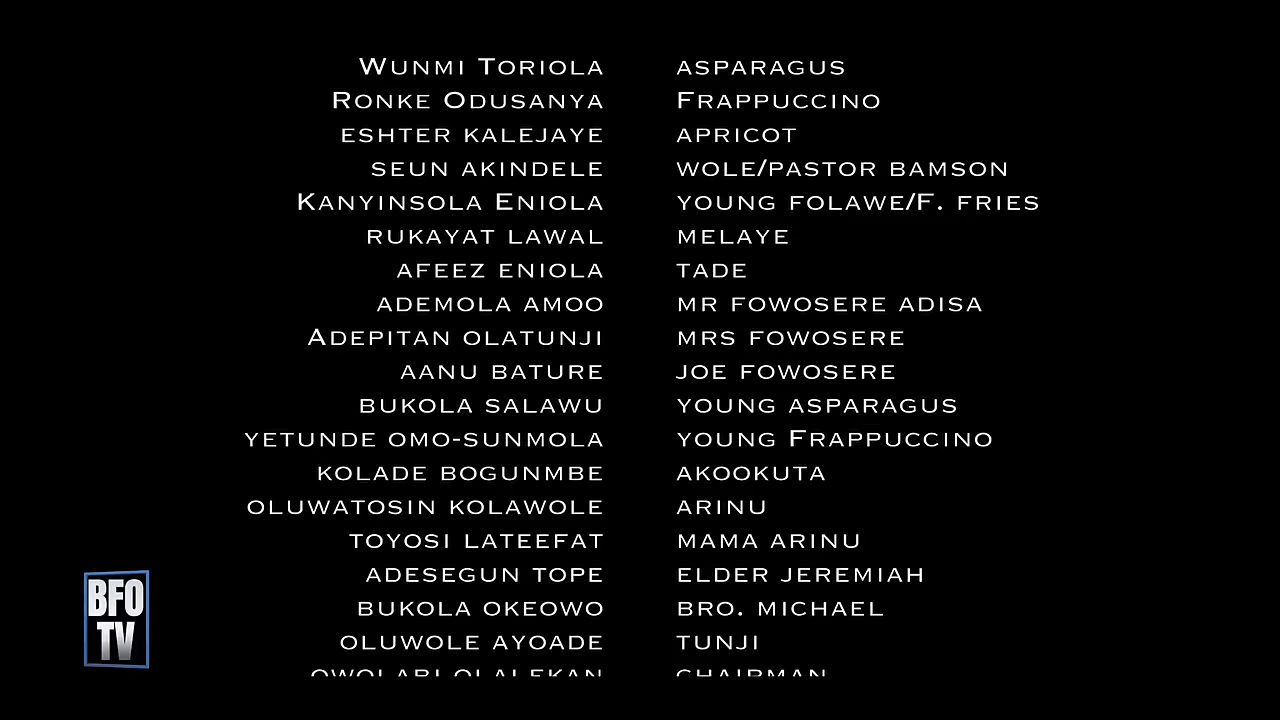 Wunmi Toriola ASPARAGUS
Ronke Odusanya Frappuccino
ESHTER KALEJAYE APRICOT
SEUN AKINDELE WOLE/PASTOR BAMSON
Kanyinsola Eniola YOUNG FOLAWE/F. FRIES
RUKAYAT LAWAL MELAYE
AFEEZ ENIOLA TADE
ADEMOLA AMOO MR FOWOSERE ADISA
Adepitan OLATUNJI MRS FOWOSERE
AANU BATURE JOE FOWOSERE
BUKOLA SALAWU YOUNG ASPARAGUS
YETUNDE OMO-SUNMOLA YOUNG Frappuccino
KOLADE BOGUNMBE AKOOKUTA
OLUWATOSIN KOLAWOLE ARINU
TOYOSI LATEEFAT MAMA ARINU
ADESEGUN TOPE ELDER JEREMIAH
BUKOLA OKEOWO BRO. MICHAEL
OLUWOLE AYOADE TUNJI
OWOLABI OLALEKAN CHAIRMAN
BFO
TV